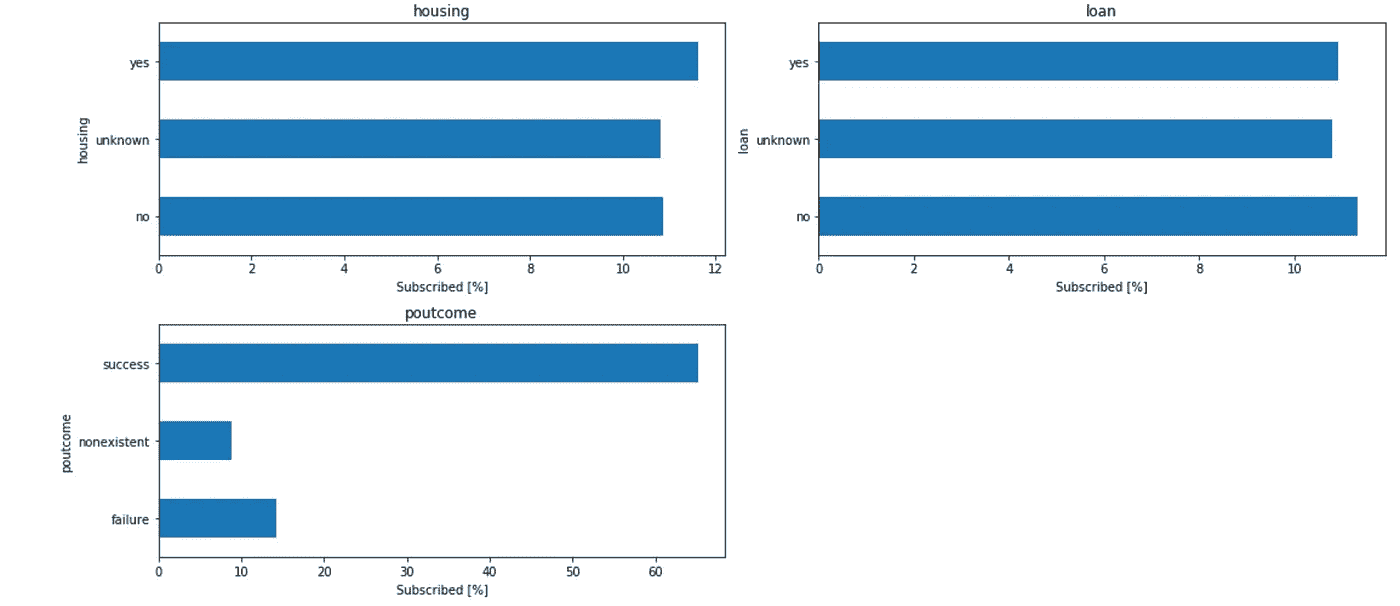 housing
yes
unknown
no
housing
0 2 4 6 8 10 12
Subscribed [%]
loan
yes
unknown
no
loan
0 2 4 6 8 10
Subscribed [%]
poutcome
success
nonexistent
failure
poutcome
0 10 20 30 40 50 60
Subscribed [%]